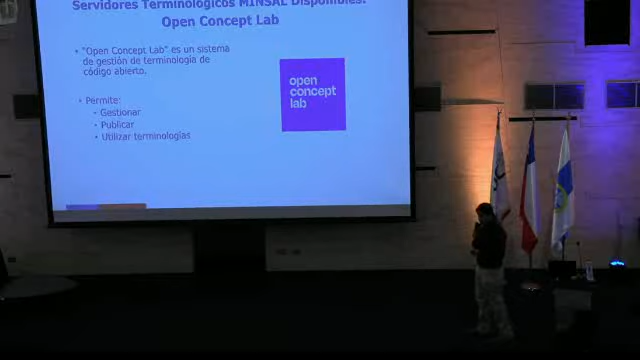 Servidores Terminológicos MINSAL Disponibles:
Open Concept Lab
• "Open Concept Lab" es un sistema
de gestión de terminología de
código abierto.
• Permite:
• Gestionar
• Publicar
• Utilizar terminologías
open
concept
lab